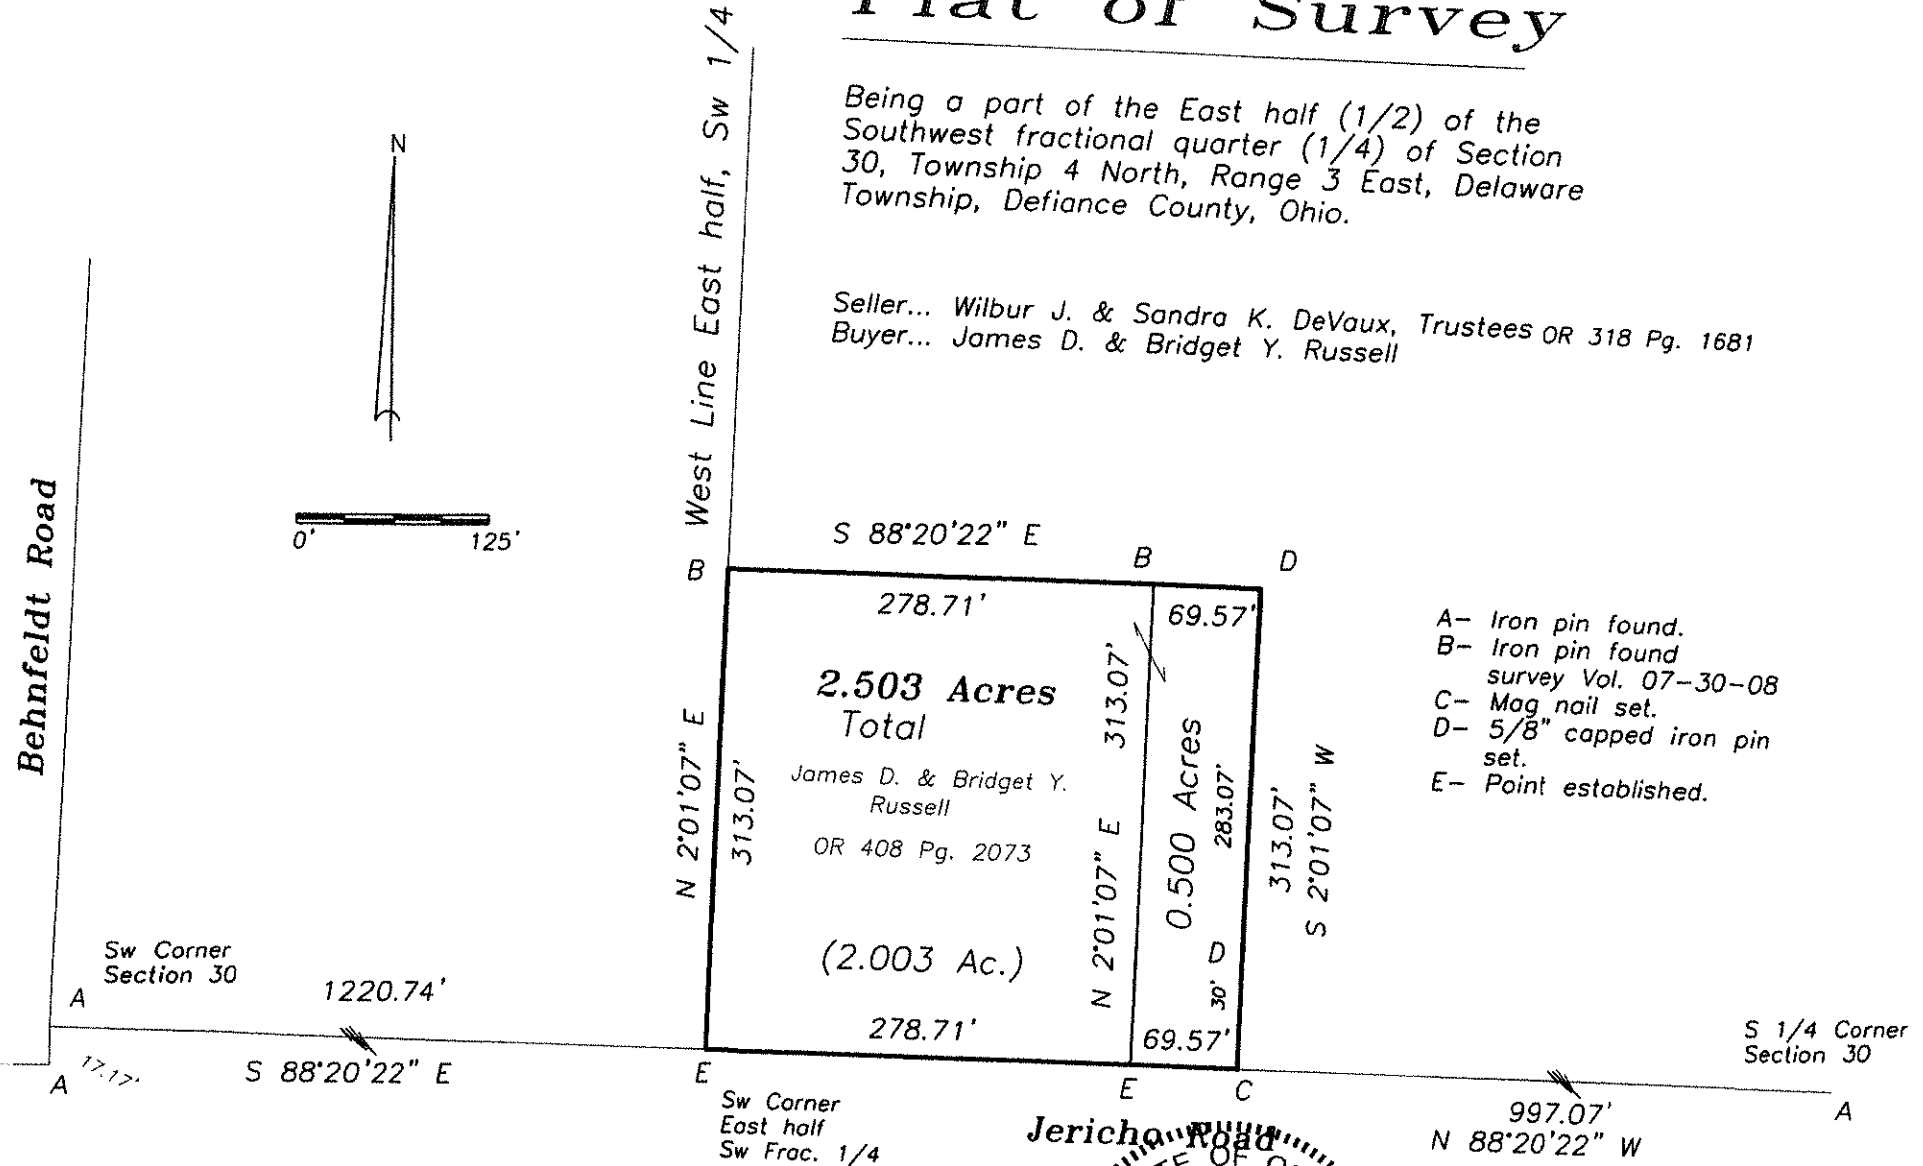 Plat of Survey
Being a part of the East half (1/2) of the
Southwest fractional quarter (1/4) of Section
30, Township 4 North, Range 3 East, Delaware
Township, Defiance County, Ohio.
Seller... Wilbur J. & Sandra K. DeVaux, Trustees OR 318 Pg. 1681
Buyer... James D. & Bridget Y. Russell
N
0' 125'
Behnfeldt Road
West Line East half, Sw 1/4
S 88°20'22" E
B
B
D
278.71'
69.57'
2.503 Acres
Total
James D. & Bridget Y.
Russell
OR 408 Pg. 2073
(2.003 Ac.)
278.71'
69.57'
N 2°01'07" E
313.07'
N 2°01'07" E 313.07'
0.500 Acres
283.07'
D
30'
313.07'
S 2°01'07" W
A- Iron pin found.
B- Iron pin found
survey Vol. 07-30-08
C- Mag nail set.
D- 5/8" capped iron pin
set.
E- Point established.
Sw Corner
Section 30
A
1220.74'
S 88°20'22" E
A
17.17'
E
Sw Corner
East half
Sw Frac. 1/4
E
C
Jericho Road
OF
S 1/4 Corner
Section 30
997.07'
N 88°20'22" W
A